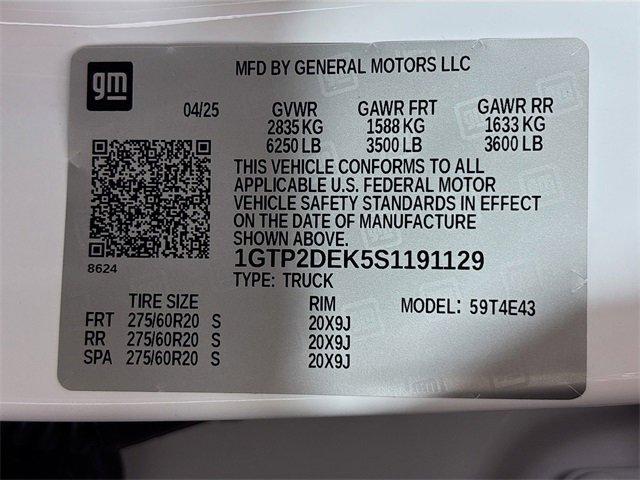 gm
MFD BY GENERAL MOTORS LLC
04/25 GVWR GAWR FRT GAWR RR
2835 KG 1588 KG 1633 KG
6250 LB 3500 LB 3600 LB
THIS VEHICLE CONFORMS TO ALL
APPLICABLE U.S. FEDERAL MOTOR
VEHICLE SAFETY STANDARDS IN EFFECT
ON THE DATE OF MANUFACTURE
SHOWN ABOVE.
8624
1GTP2DEK5S1191129
TYPE: TRUCK
TIRE SIZE RIM MODEL: 59T4E43
FRT 275/60R20 S 20X9J
RR 275/60R20 S 20X9J
SPA 275/60R20 S 20X9J